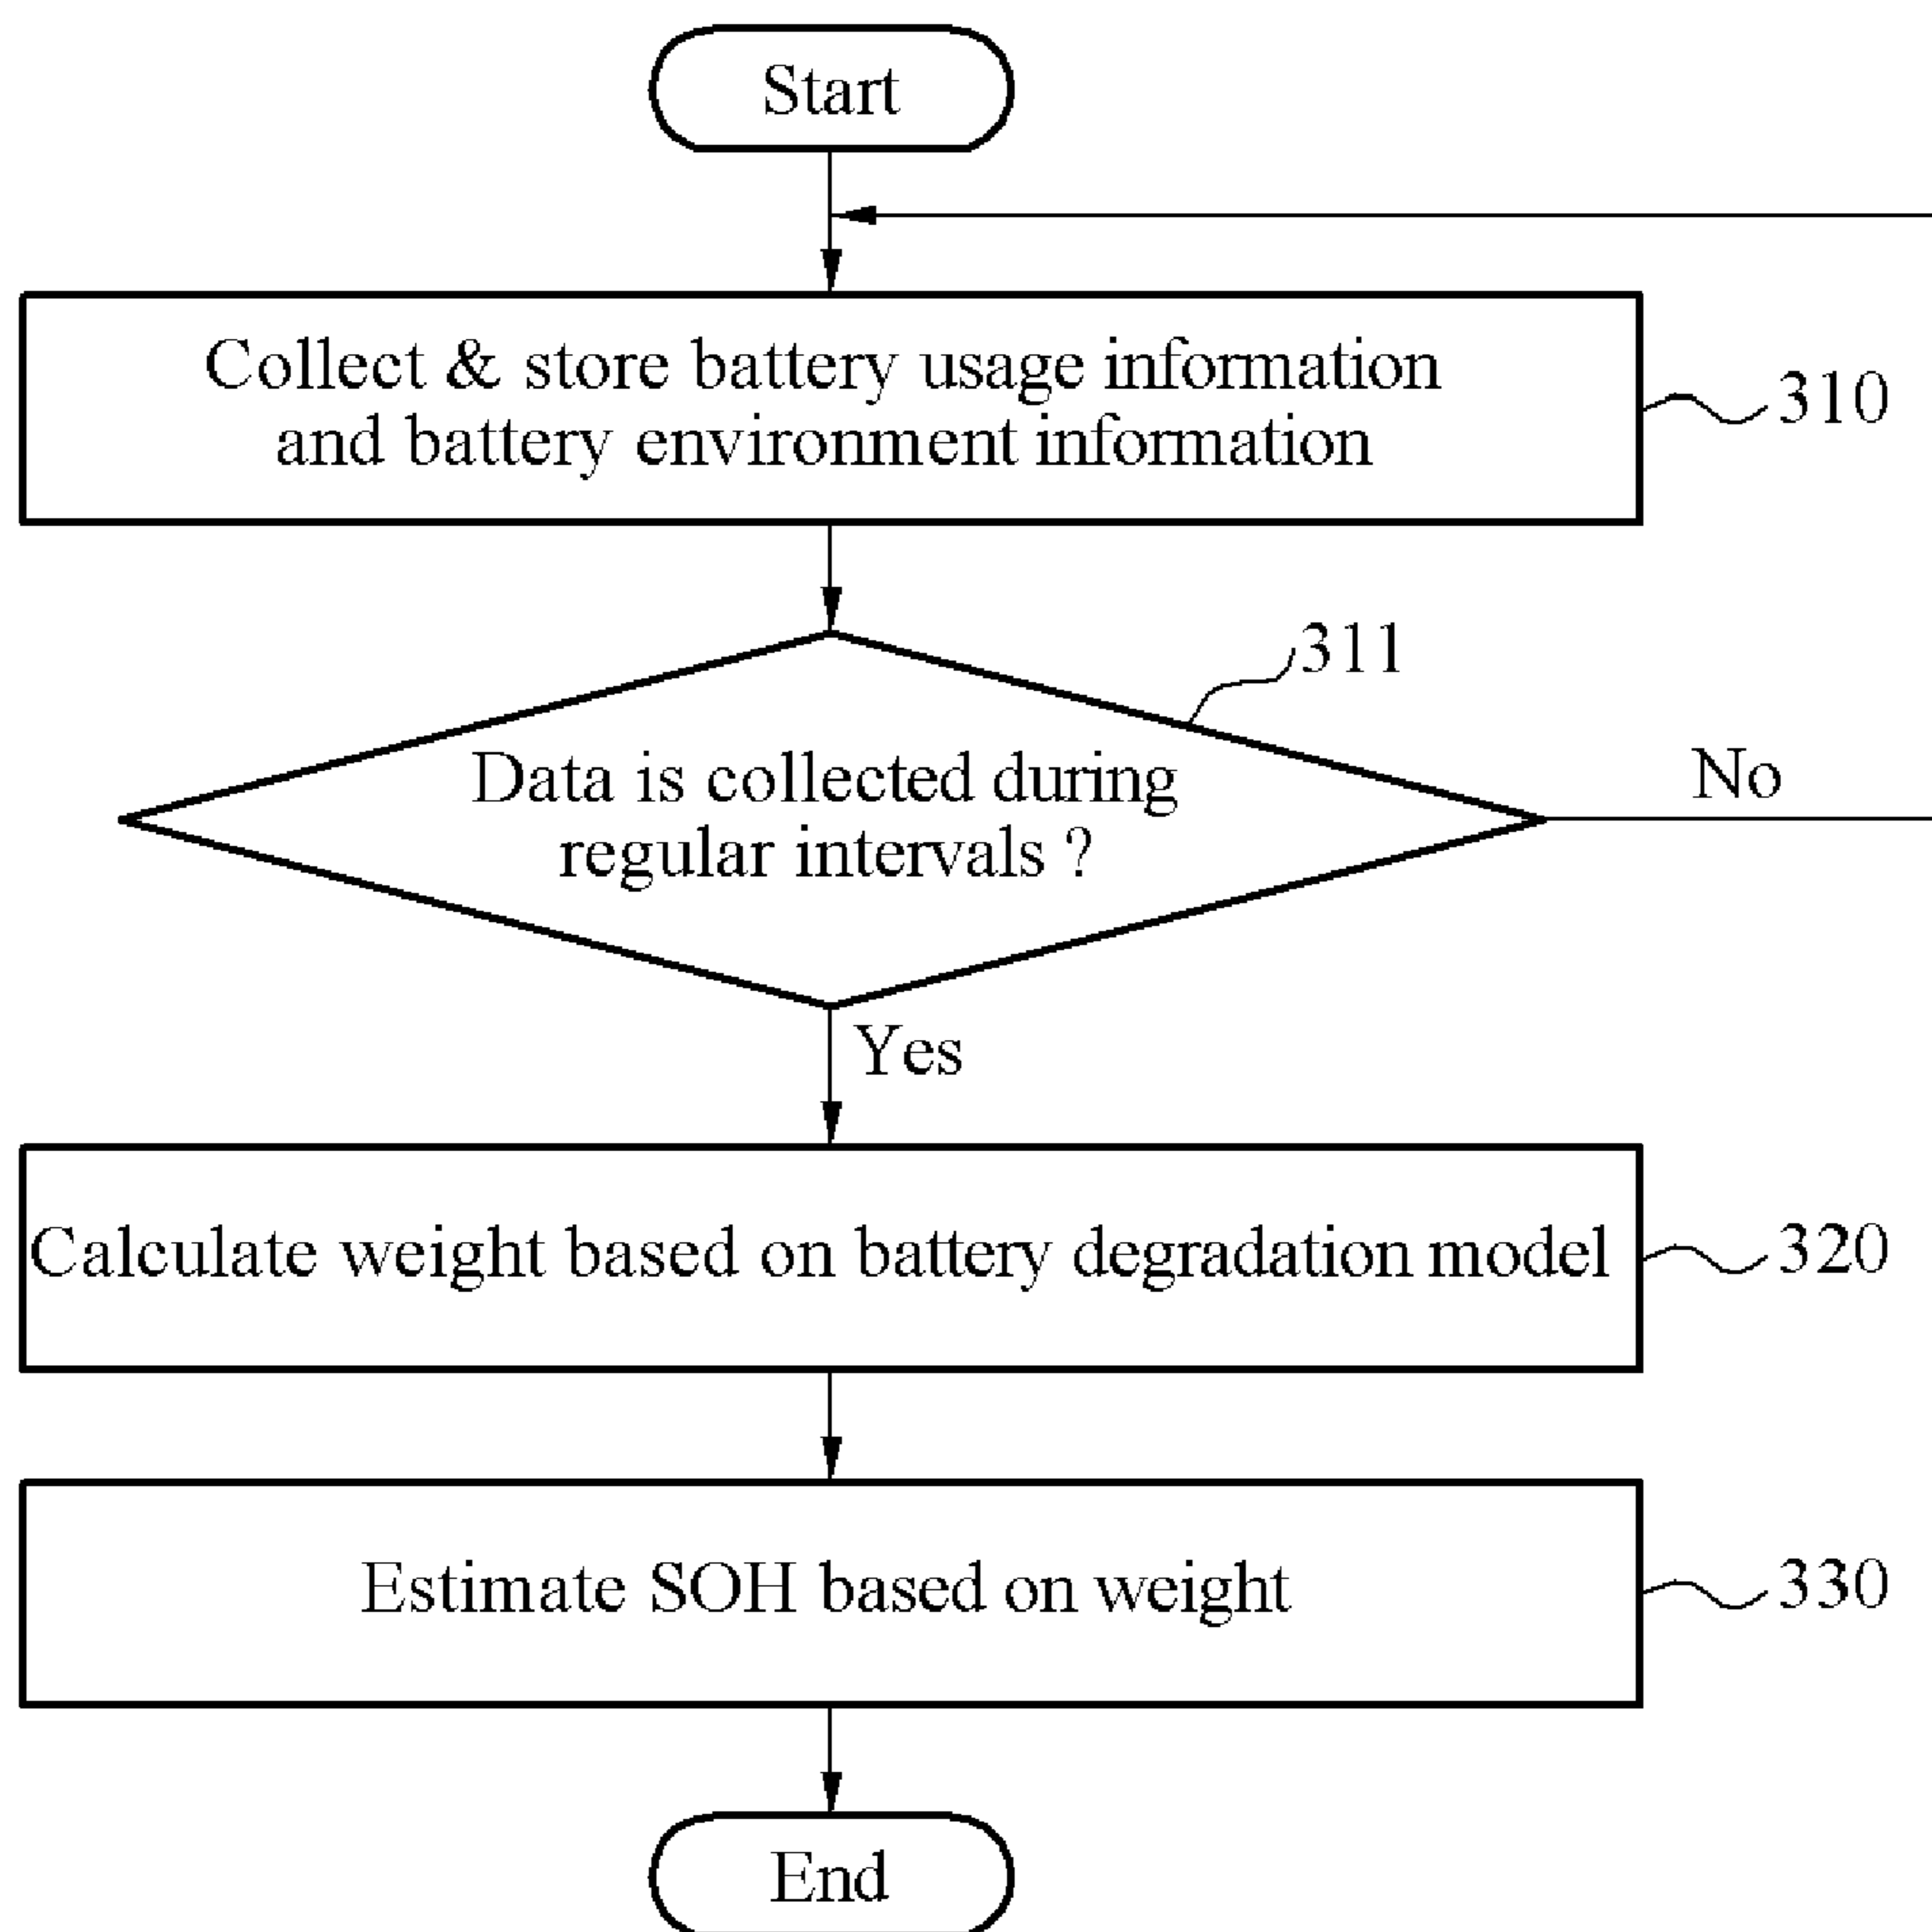 Start
Collect & store battery usage information
and battery environment information
310
311
Data is collected during
regular intervals ?
No
Yes
Calculate weight based on battery degradation model
320
Estimate SOH based on weight
330
End